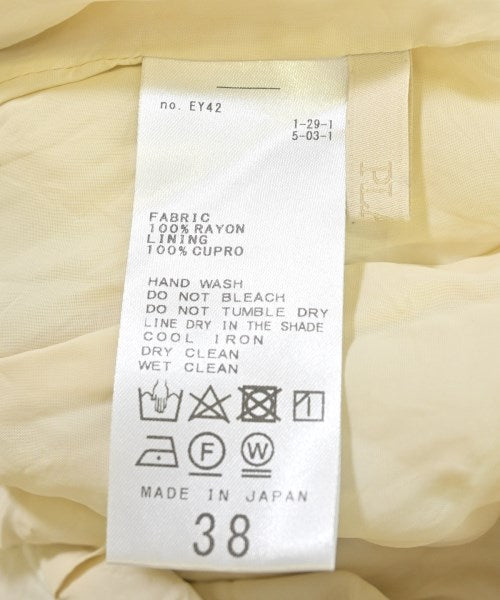 no. EY42
1-29-1
5-03-1
FABRIC
100% RAYON
LINING
100% CUPRO
HAND WASH
DO NOT BLEACH
DO NOT TUMBLE DRY
LINE DRY IN THE SHADE
COOL IRON
DRY CLEAN
WET CLEAN
F
W
MADE IN JAPAN
38